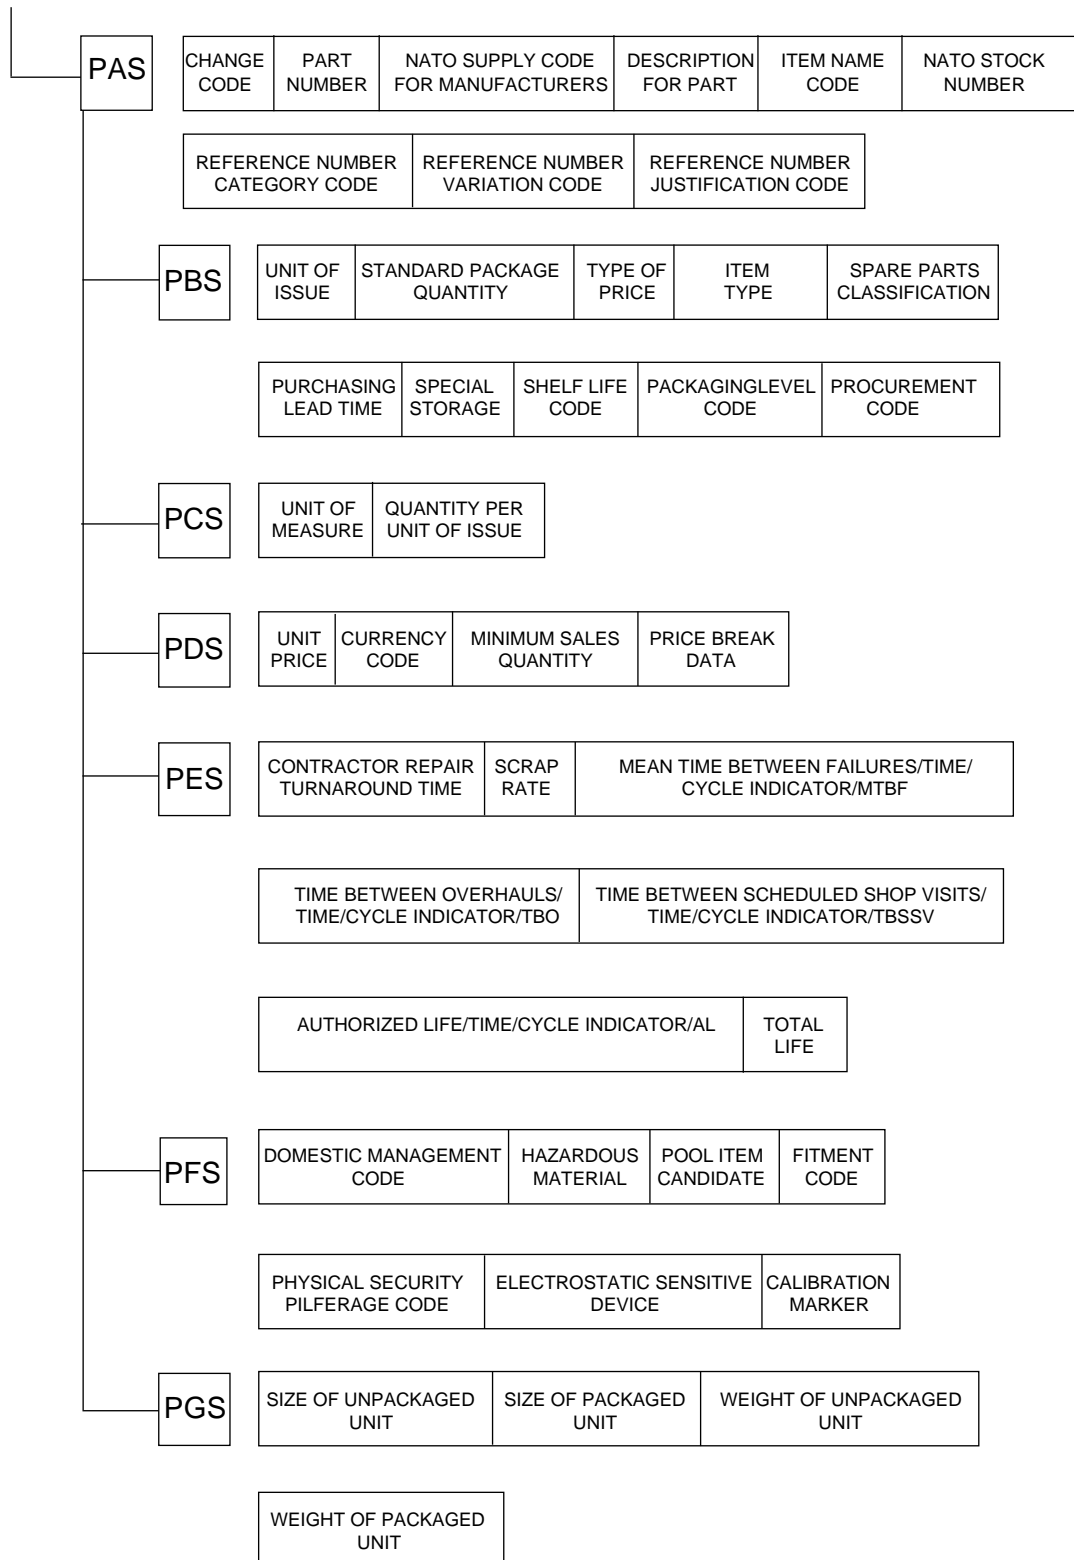 PAS
CHANGE CODE
PART NUMBER
NATO SUPPLY CODE FOR MANUFACTURERS
DESCRIPTION FOR PART
ITEM NAME CODE
NATO STOCK NUMBER
REFERENCE NUMBER CATEGORY CODE
REFERENCE NUMBER VARIATION CODE
REFERENCE NUMBER JUSTIFICATION CODE
PBS
UNIT OF ISSUE
STANDARD PACKAGE QUANTITY
TYPE OF PRICE
ITEM TYPE
SPARE PARTS CLASSIFICATION
PURCHASING LEAD TIME
SPECIAL STORAGE
SHELF LIFE CODE
PACKAGINGLEVEL CODE
PROCUREMENT CODE
PCS
UNIT OF MEASURE
QUANTITY PER UNIT OF ISSUE
PDS
UNIT PRICE
CURRENCY CODE
MINIMUM SALES QUANTITY
PRICE BREAK DATA
PES
CONTRACTOR REPAIR TURNAROUND TIME
SCRAP RATE
MEAN TIME BETWEEN FAILURES/TIME/ CYCLE INDICATOR/MTBF
TIME BETWEEN OVERHAULS/ TIME/CYCLE INDICATOR/TBO
TIME BETWEEN SCHEDULED SHOP VISITS/ TIME/CYCLE INDICATOR/TBSSV
AUTHORIZED LIFE/TIME/CYCLE INDICATOR/AL
TOTAL LIFE
PFS
DOMESTIC MANAGEMENT CODE
HAZARDOUS MATERIAL
POOL ITEM CANDIDATE
FITMENT CODE
PHYSICAL SECURITY PILFERAGE CODE
ELECTROSTATIC SENSITIVE DEVICE
CALIBRATION MARKER
PGS
SIZE OF UNPACKAGED UNIT
SIZE OF PACKAGED UNIT
WEIGHT OF UNPACKAGED UNIT
WEIGHT OF PACKAGED UNIT